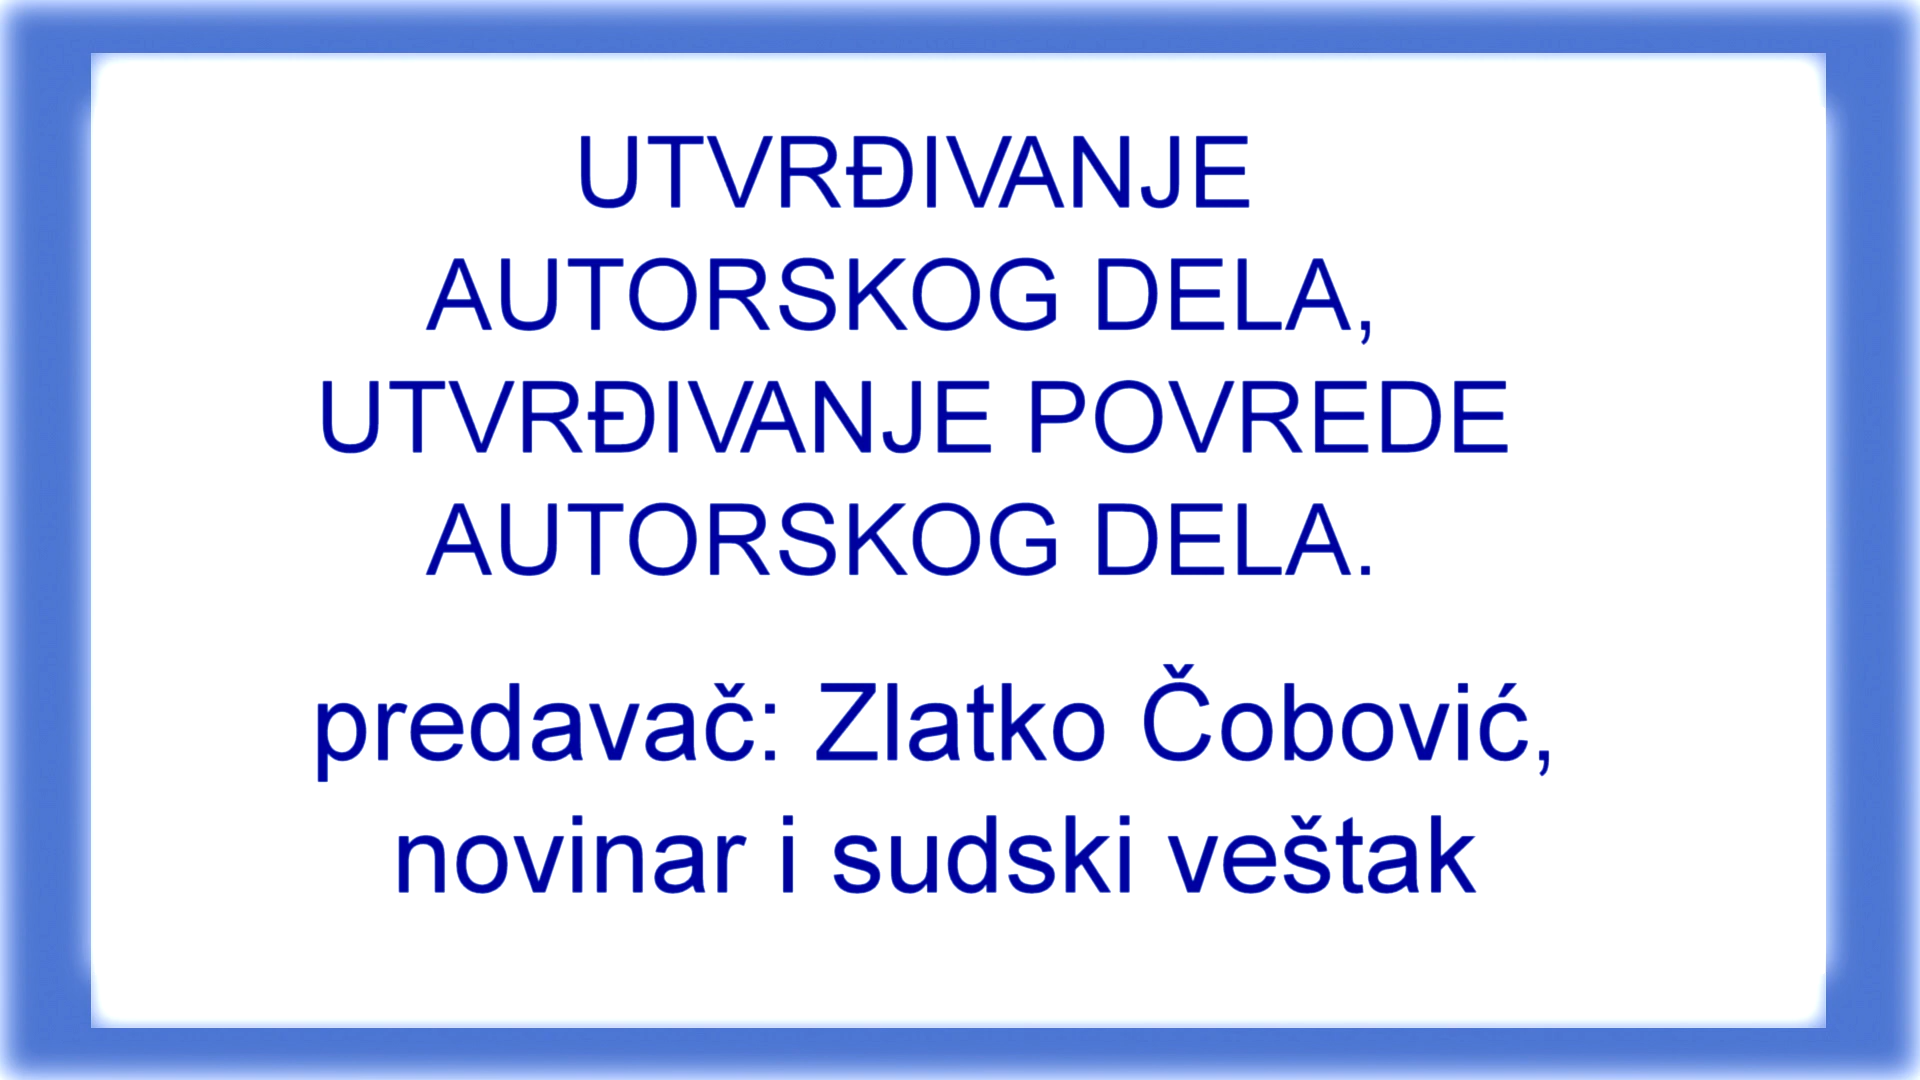 UTVRĐIVANJE
AUTORSKOG DELA,
UTVRĐIVANJE POVREDE
AUTORSKOG DELA.
predavač: Zlatko Čobović,
novinar i sudski veštak